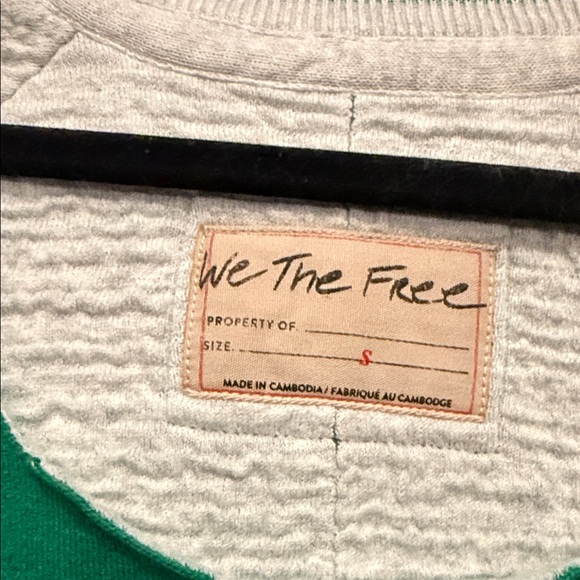 We The Free
PROPERTY OF.
SIZE. S
MADE IN CAMBODIA / FABRIQUÉ AU CAMBODGE